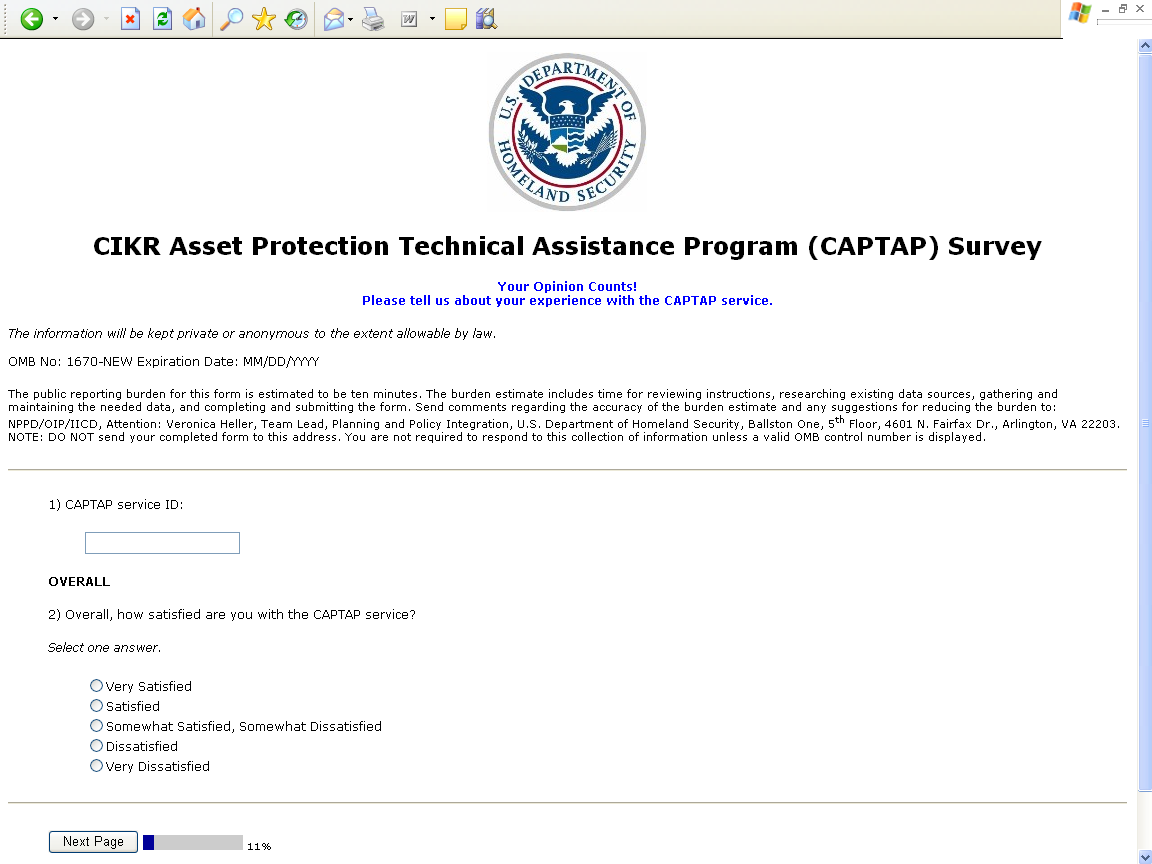 W
U.S. DEPARTMENT OF
HOMELAND SECURITY
CIKR Asset Protection Technical Assistance Program (CAPTAP) Survey
Your Opinion Counts!
Please tell us about your experience with the CAPTAP service.
The information will be kept private or anonymous to the extent allowable by law.
OMB No: 1670-NEW Expiration Date: MM/DD/YYYY
The public reporting burden for this form is estimated to be ten minutes. The burden estimate includes time for reviewing instructions, researching existing data sources, gathering and
maintaining the needed data, and completing and submitting the form. Send comments regarding the accuracy of the burden estimate and any suggestions for reducing the burden to:
NPPD/OIP/IICD, Attention: Veronica Heller, Team Lead, Planning and Policy Integration, U.S. Department of Homeland Security, Ballston One, 5th Floor, 4601 N. Fairfax Dr., Arlington, VA 22203.
NOTE: DO NOT send your completed form to this address. You are not required to respond to this collection of information unless a valid OMB control number is displayed.
1) CAPTAP service ID:
OVERALL
2) Overall, how satisfied are you with the CAPTAP service?
Select one answer.
Very Satisfied
Satisfied
Somewhat Satisfied, Somewhat Dissatisfied
Dissatisfied
Very Dissatisfied
Next Page 11%